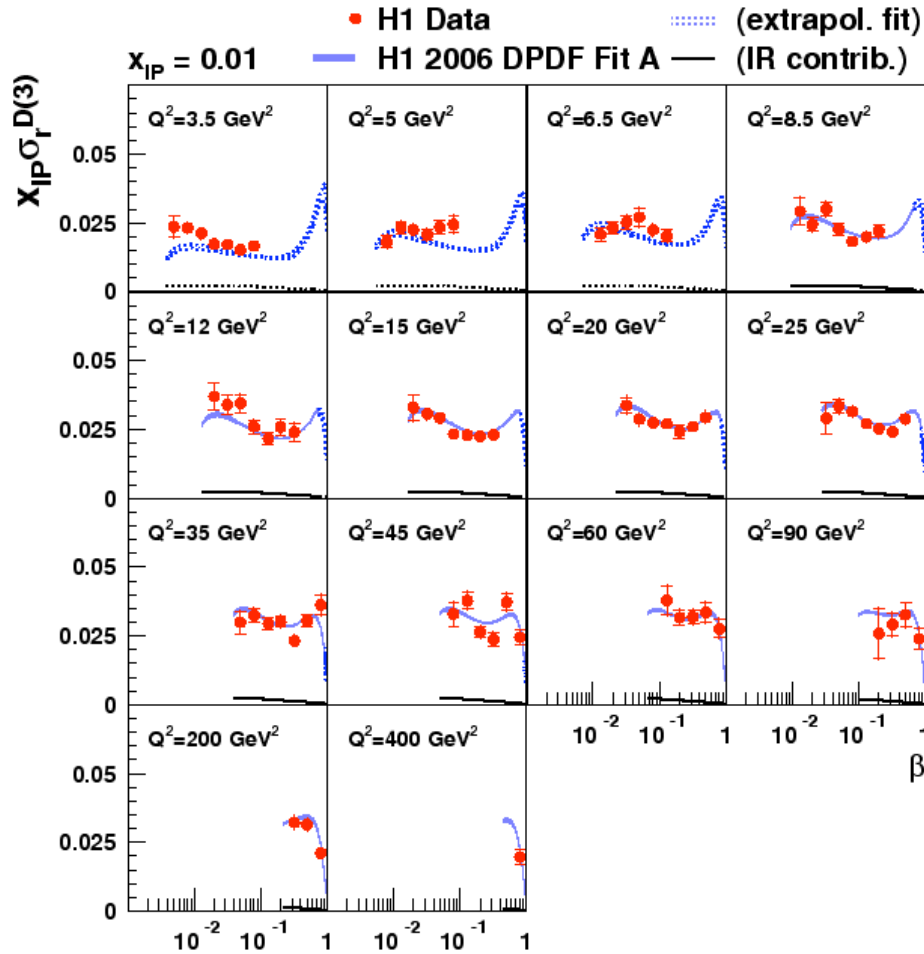 H1 Data (extrapol. fit)
x_IP = 0.01 H1 2006 DPDF Fit A (IR contrib.)
x_IP σ_r^D(3)
Q²=3.5 GeV² Q²=5 GeV² Q²=6.5 GeV² Q²=8.5 GeV²
0.05
0.025
0
Q²=12 GeV² Q²=15 GeV² Q²=20 GeV² Q²=25 GeV²
0.05
0.025
0
Q²=35 GeV² Q²=45 GeV² Q²=60 GeV² Q²=90 GeV²
0.05
0.025
0
10⁻² 10⁻¹ 1 10⁻² 10⁻¹ 1
Q²=200 GeV² Q²=400 GeV²
β
0.05
0.025
0
10⁻² 10⁻¹ 1 10⁻² 10⁻¹ 1